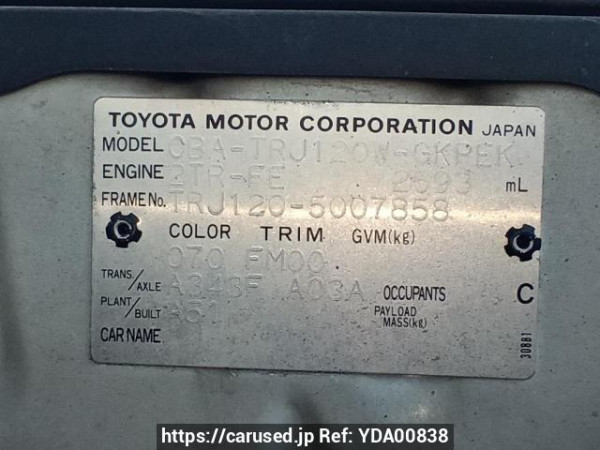 TOYOTA MOTOR CORPORATION JAPAN
MODEL CBA-TRJ120W-GKPEK
ENGINE 2TR-FE 2693 mL
FRAME No. TRJ120-5007858
COLOR TRIM GVM(kg)
070 FM00
TRANS./AXLE A343F A03A OCCUPANTS C
PLANT/BUILT PAYLOAD MASS(kg)
CAR NAME
30881
https://carused.jp Ref: YDA00838